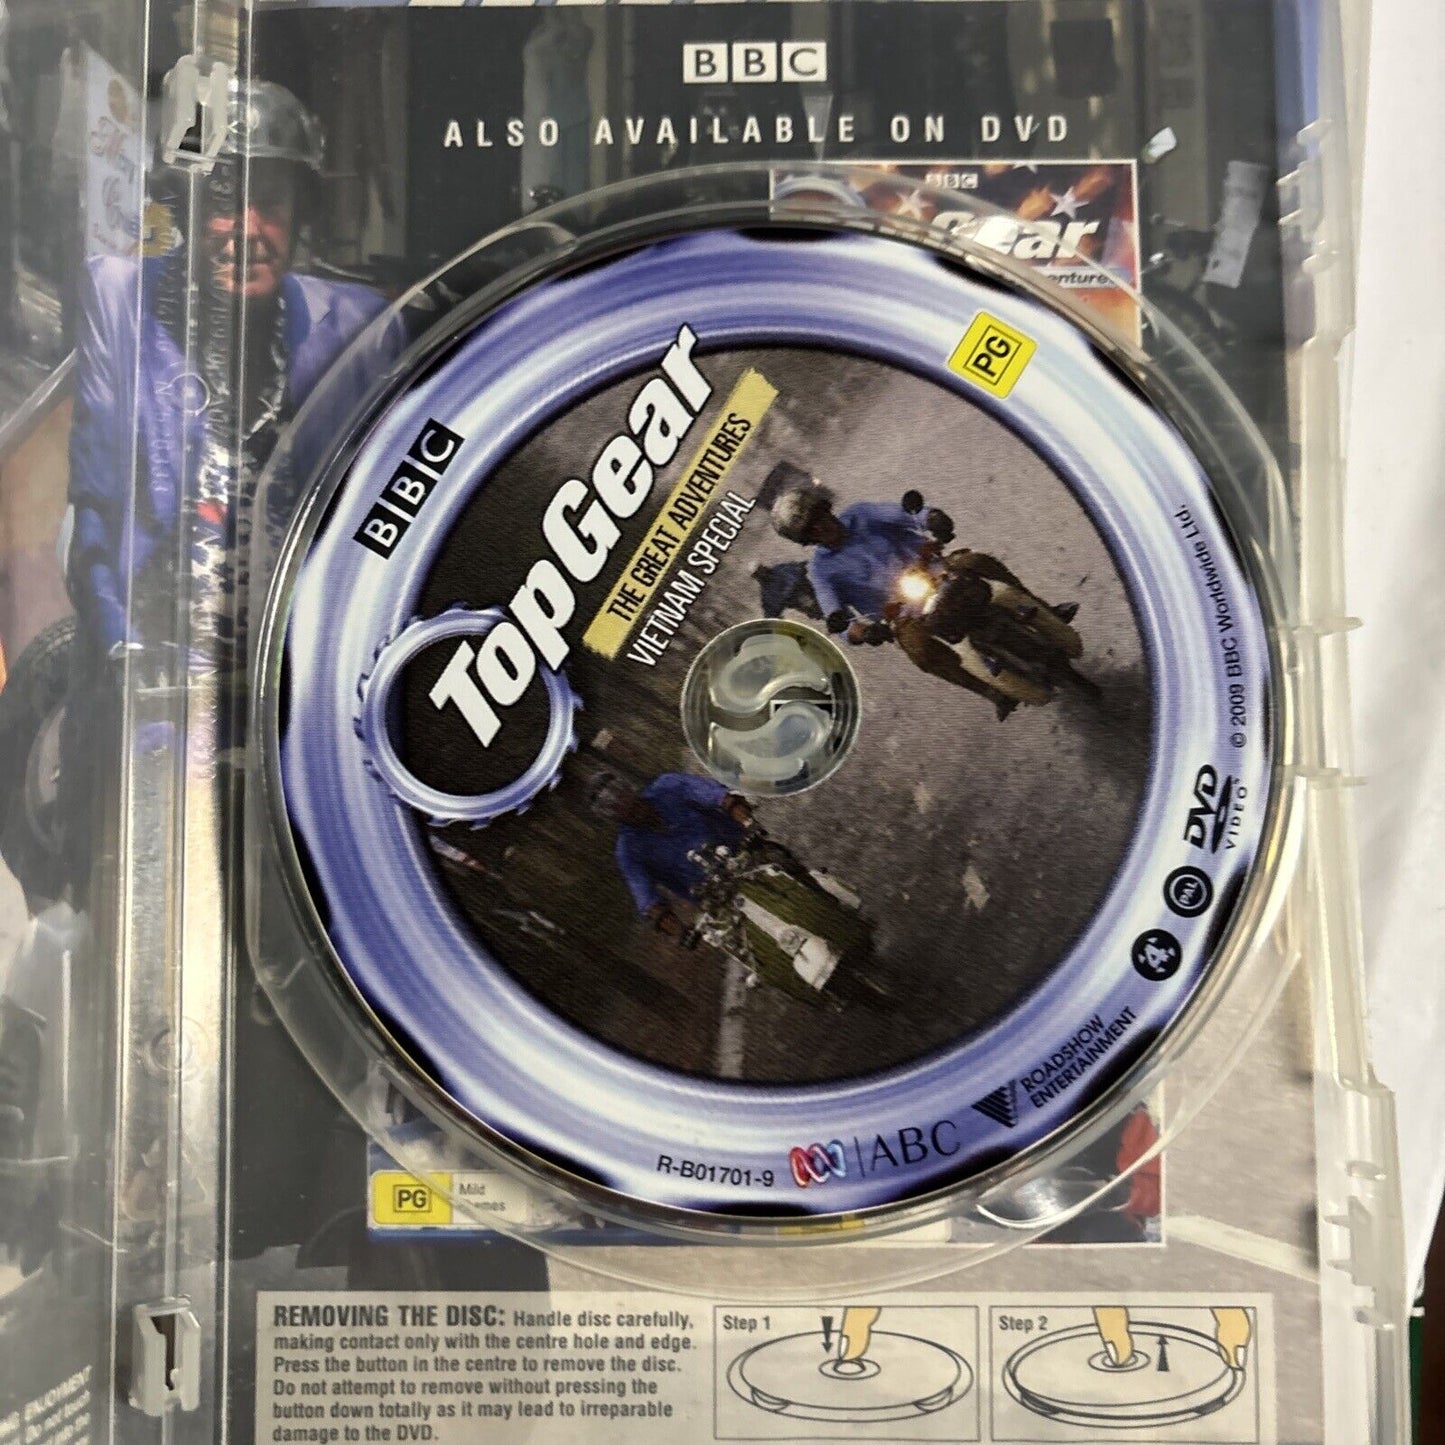 BBC
ALSO AVAILABLE ON DVD
BBC
Gear
PG
BBC
TopGear
THE GREAT ADVENTURES
VIETNAM SPECIAL
© 2009 BBC Worldwide Ltd.
DVD
VIDEO
PAL
4
ROADSHOW
ENTERTAINMENT
ABC
R-B01701-9
PG
Mild
REMOVING THE DISC: Handle disc carefully,
making contact only with the centre hole and edge.
Press the button in the centre to remove the disc.
Do not attempt to remove without pressing the
button down totally as it may lead to irreparable
damage to the DVD.
Step 1
Step 2
ENJOYMENT